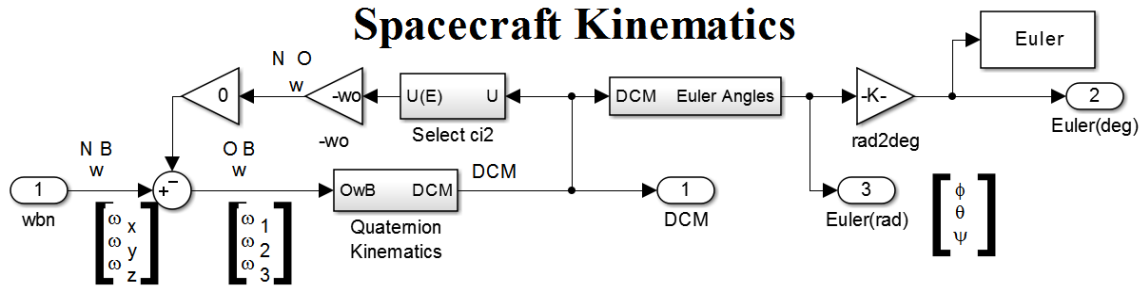 Spacecraft Kinematics
Euler
N O
w
0
-wo
U(E) U
DCM Euler Angles
-K-
2
Select ci2
-wo
rad2deg
Euler(deg)
N B
w
O B
w
DCM
1
+
−
OwB DCM
1
3
wbn
Quaternion
Kinematics
DCM
Euler(rad)
ω x
ω y
ω z
ω 1
ω 2
ω 3
ϕ
θ
ψ